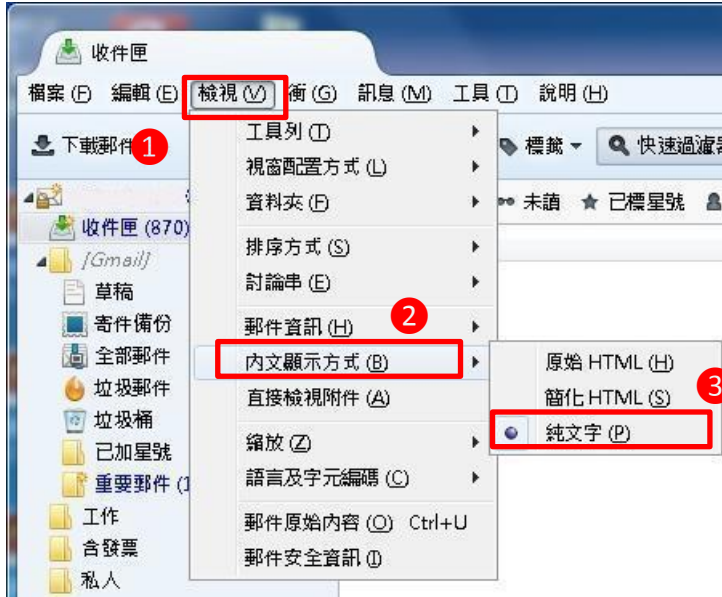 收件匣
檔案 (F) 編輯 (E) 檢視 (V) 衡 (G) 訊息 (M) 工具 (T) 說明 (H)
下載郵件 1
標籤 快速過濾器
未讀 已標星號
收件匣 (870)
[Gmail]
草稿
寄件備份
全部郵件
垃圾郵件
垃圾桶
已加星號
重要郵件 (1
工作
含發票
私人
工具列 (T)
視窗配置方式 (L)
資料夾 (F)
排序方式 (S)
討論串 (E)
郵件資訊 (H) 2
內文顯示方式 (B)
直接檢視附件 (A)
縮放 (Z)
語言及字元編碼 (C)
郵件原始內容 (O) Ctrl+U
郵件安全資訊 (I)
原始 HTML (H)
簡化 HTML (S) 3
純文字 (P)